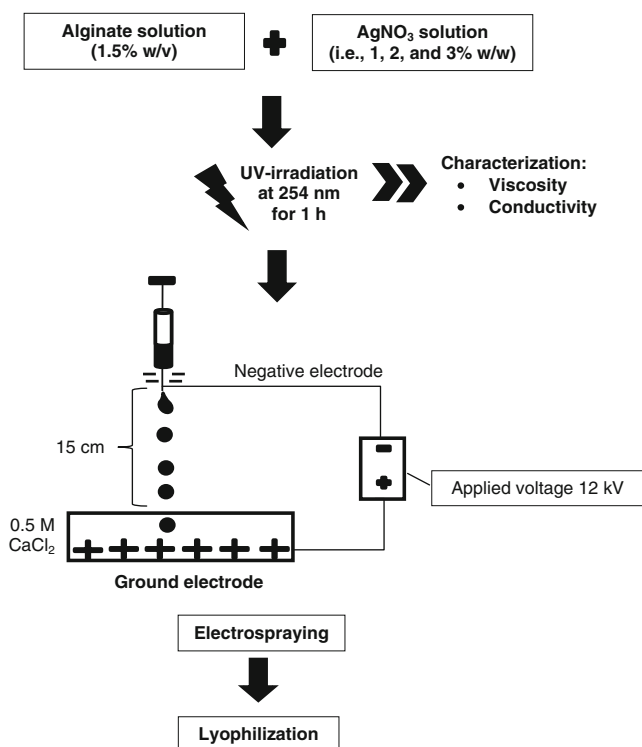 Alginate solution
(1.5% w/v)
AgNO₃ solution
(i.e., 1, 2, and 3% w/w)
UV-irradiation
at 254 nm
for 1 h
Characterization:
• Viscosity
• Conductivity
Negative electrode
15 cm
Applied voltage 12 kV
0.5 M
CaCl₂
Ground electrode
Electrospraying
Lyophilization